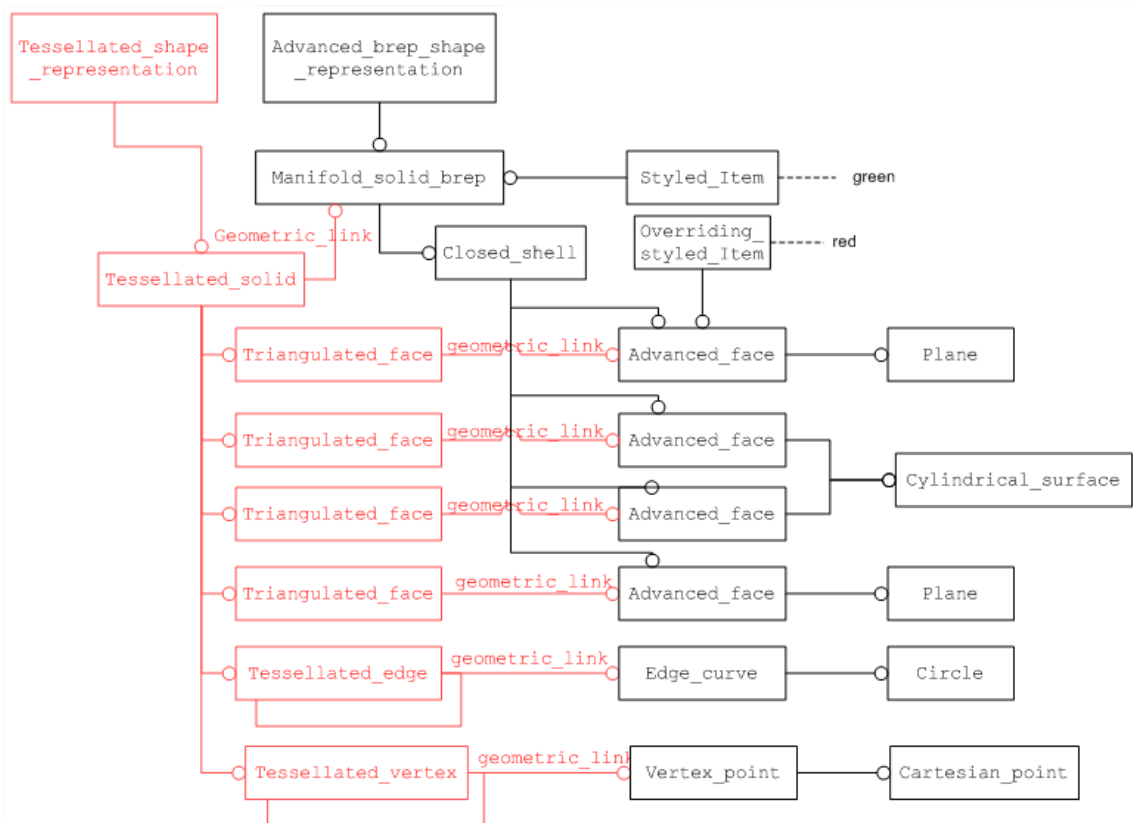 Tessellated_shape
_representation
Advanced_brep_shape
_representation
Manifold_solid_brep
Styled_Item
green
Geometric_link
Closed_shell
Overriding_
styled_Item
red
Tessellated_solid
Triangulated_face
geometric_link
Advanced_face
Plane
Triangulated_face
geometric_link
Advanced_face
Cylindrical_surface
Triangulated_face
geometric_link
Advanced_face
Triangulated_face
geometric_link
Advanced_face
Plane
Tessellated_edge
geometric_link
Edge_curve
Circle
Tessellated_vertex
geometric_link
Vertex_point
Cartesian_point